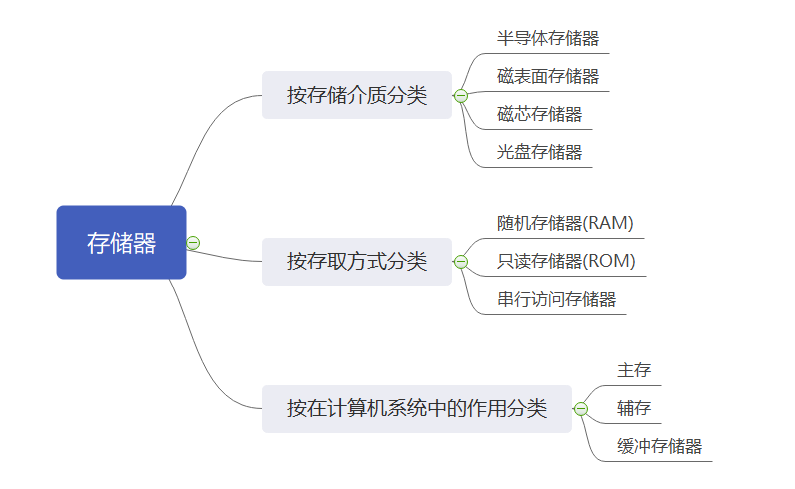 存储器
按存储介质分类
半导体存储器
磁表面存储器
磁芯存储器
光盘存储器
按存取方式分类
随机存储器(RAM)
只读存储器(ROM)
串行访问存储器
按在计算机系统中的作用分类
主存
辅存
缓冲存储器